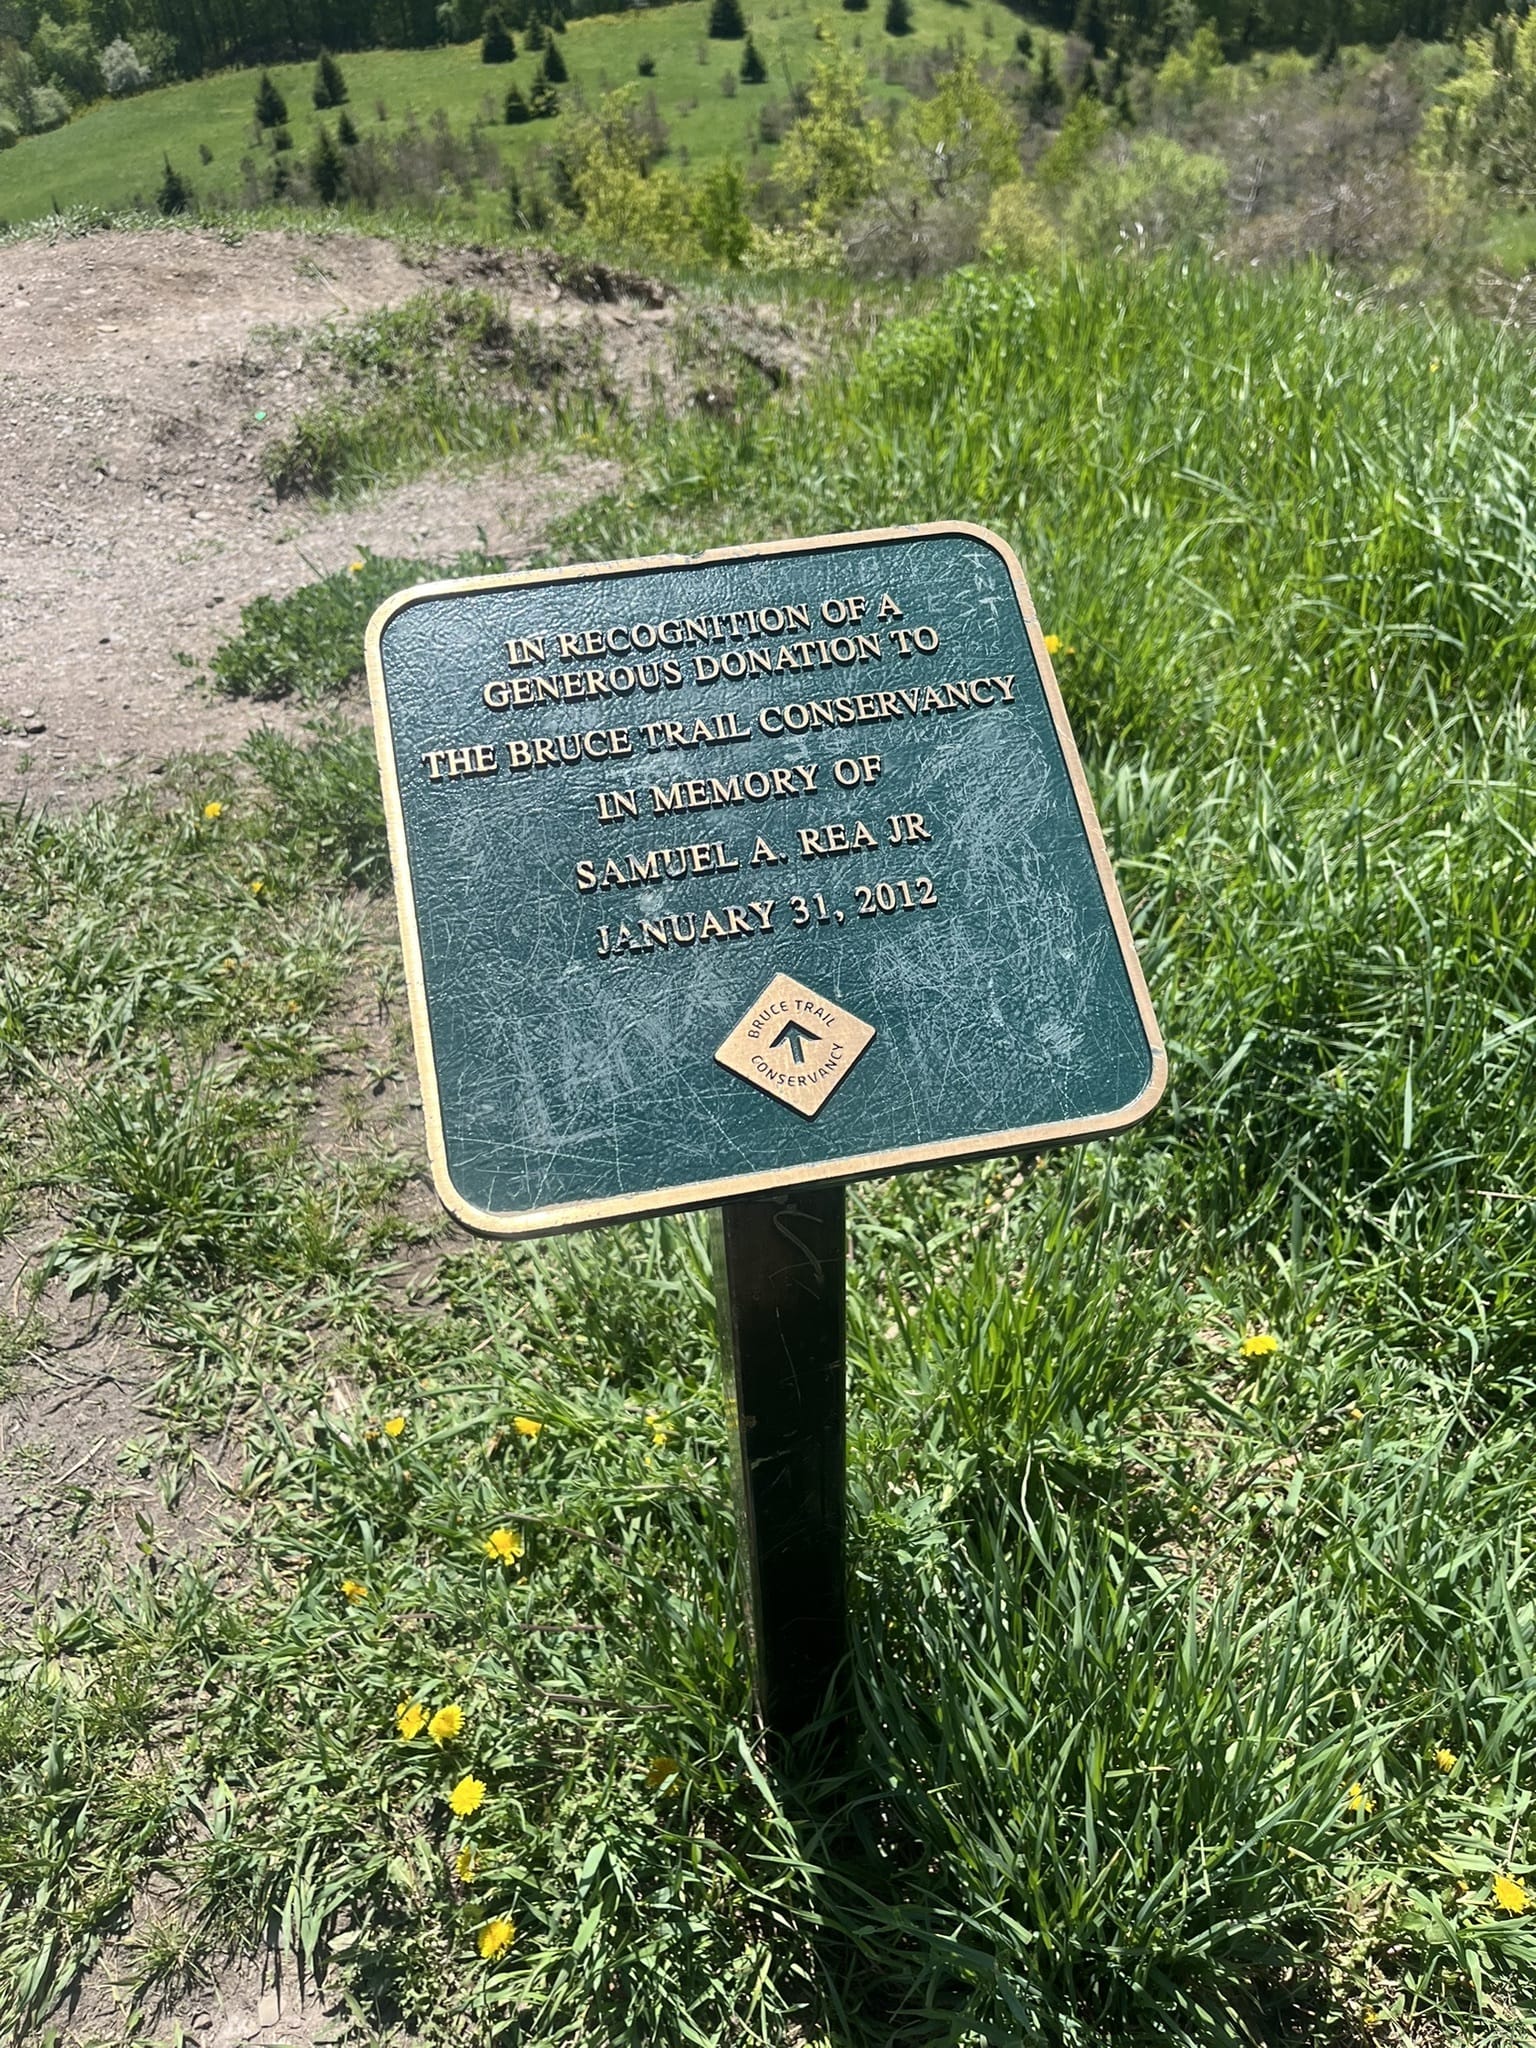 IN RECOGNITION OF A
GENEROUS DONATION TO
THE BRUCE TRAIL CONSERVANCY
IN MEMORY OF
SAMUEL A. REA JR
JANUARY 31, 2012
BRUCE TRAIL
CONSERVANCY